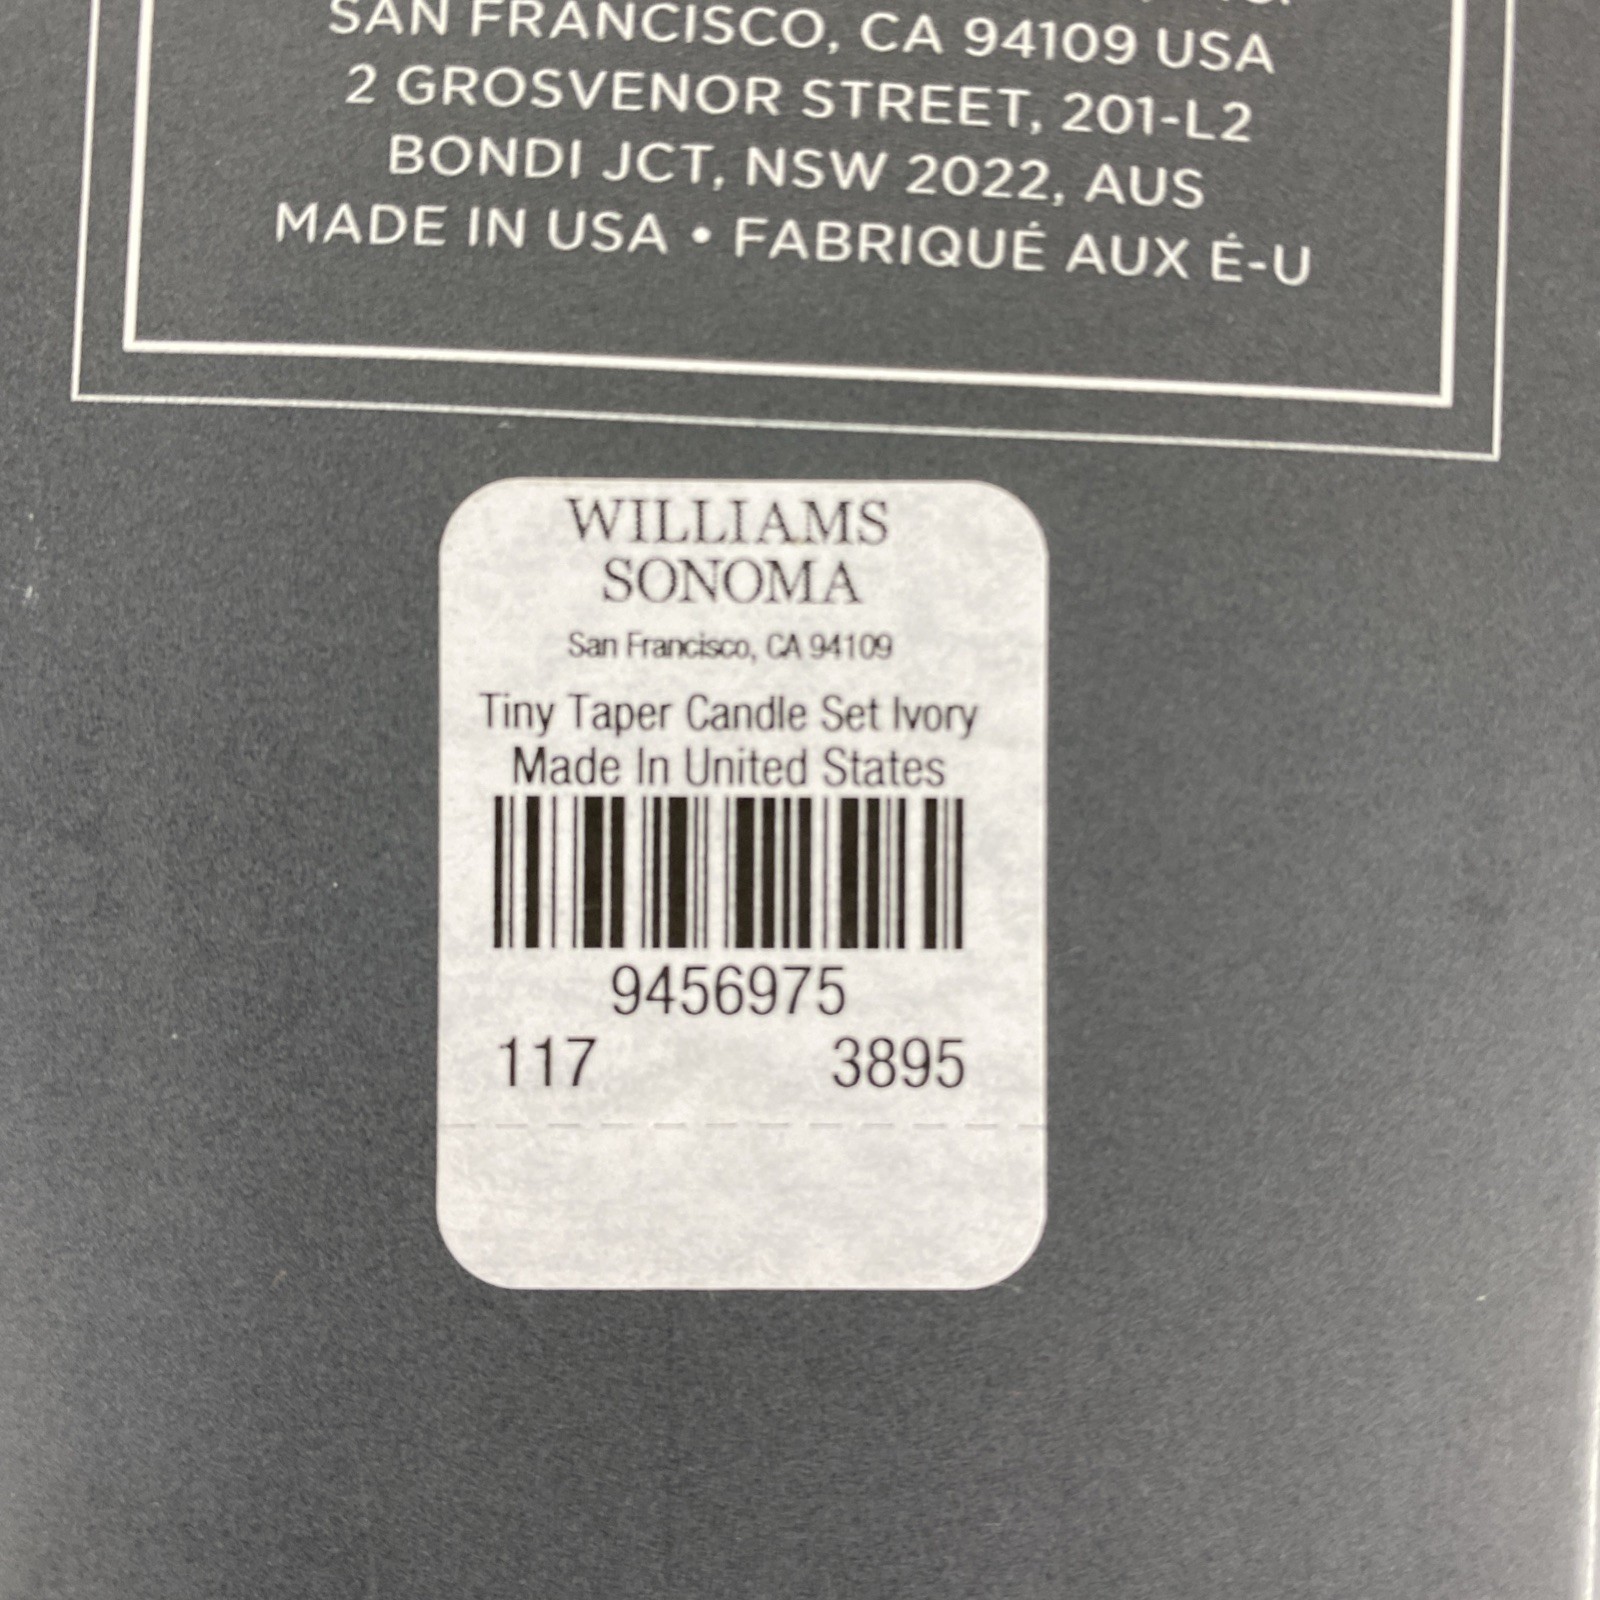 SAN FRANCISCO, CA 94109 USA
2 GROSVENOR STREET, 201-L2
BONDI JCT, NSW 2022, AUS
MADE IN USA • FABRIQUÉ AUX É-U
WILLIAMS
SONOMA
San Francisco, CA 94109
Tiny Taper Candle Set Ivory
Made In United States
9456975
117 3895